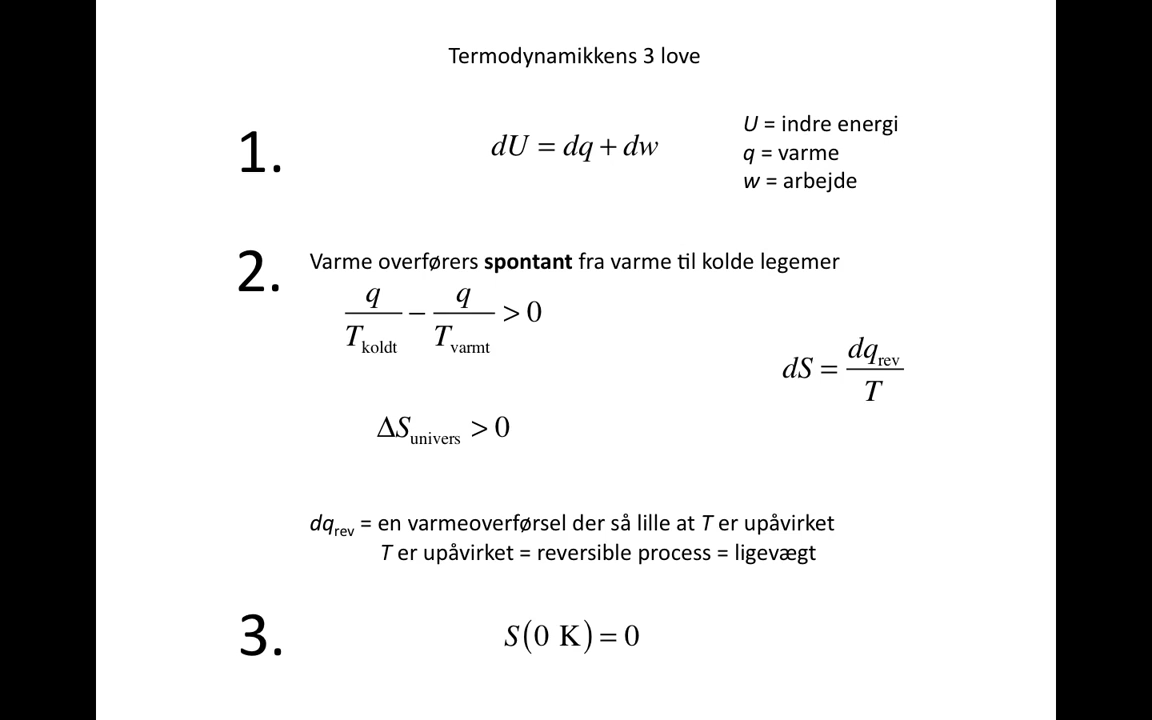 Termodynamikkens 3 love
1.
dU = dq + dw
U = indre energi
q = varme
w = arbejde
2.
Varme overførers spontant fra varme til kolde legemer
q/T_koldt − q/T_varmt > 0
dS = dq_rev/T
ΔS_univers > 0
dq_rev = en varmeoverførsel der så lille at T er upåvirket
T er upåvirket = reversible process = ligevægt
3.
S(0 K) = 0